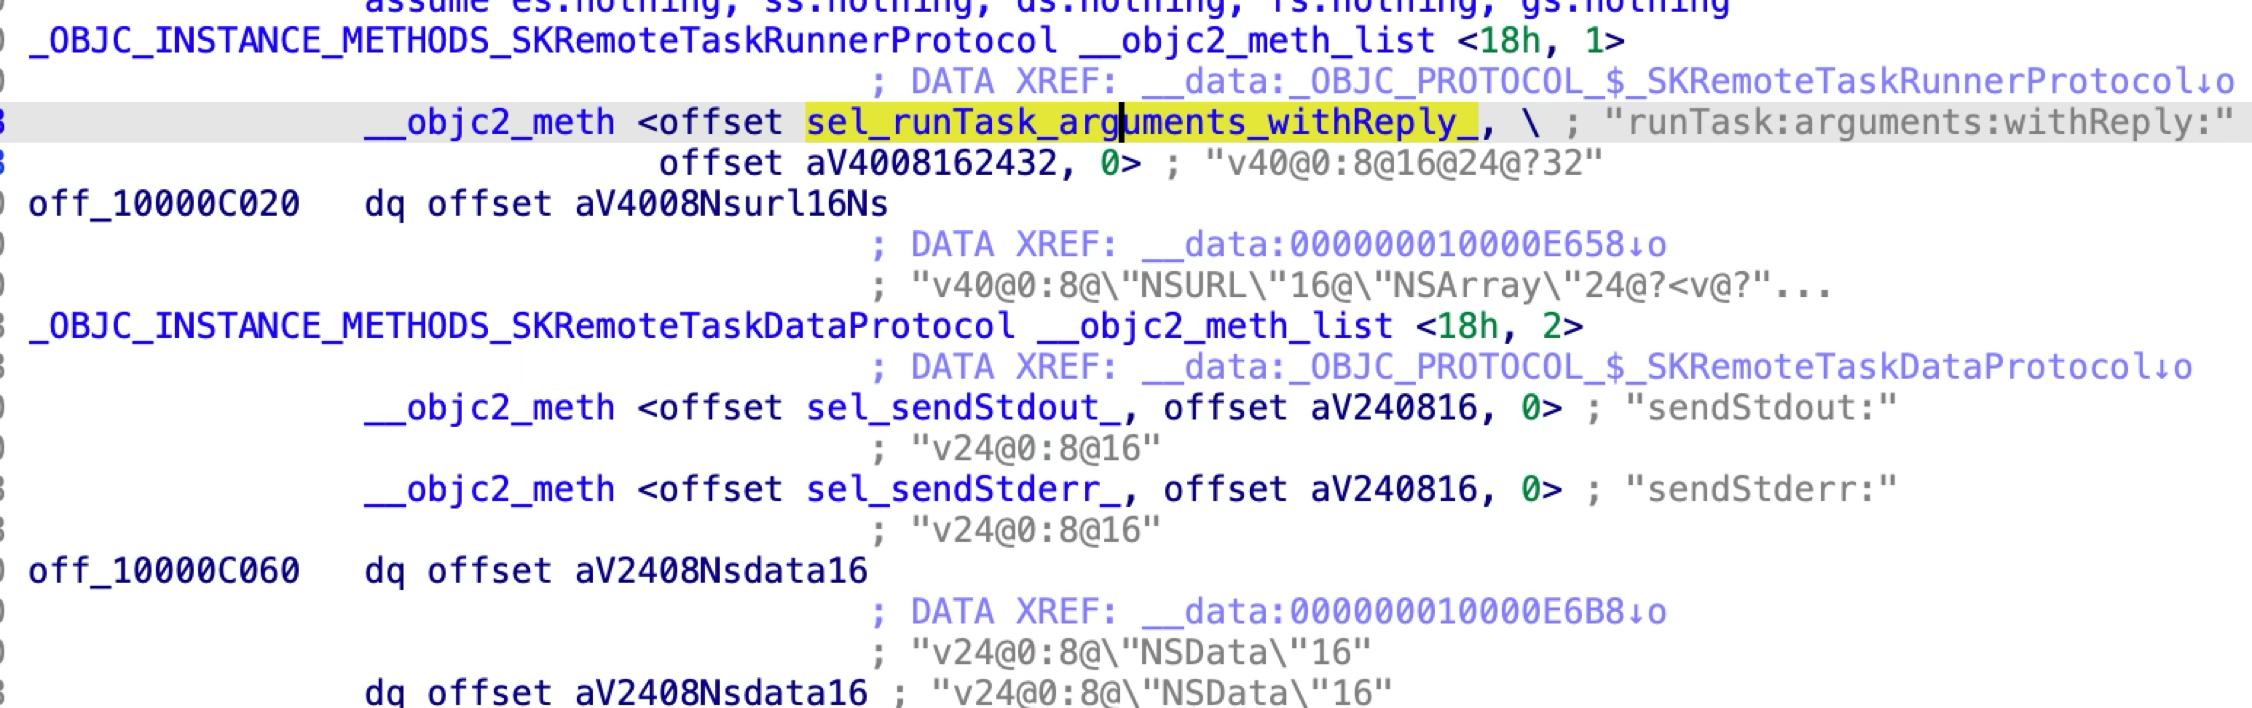 assume es:nothing, ss:nothing, ds:nothing, fs:nothing, gs:nothing
_OBJC_INSTANCE_METHODS_SKRemoteTaskRunnerProtocol __objc2_meth_list <18h, 1>
; DATA XREF: __data:_OBJC_PROTOCOL_$_SKRemoteTaskRunnerProtocol↓o
__objc2_meth <offset sel_runTask_arguments_withReply_, \ ; "runTask:arguments:withReply:"
offset aV4008162432, 0> ; "v40@0:8@16@24@?32"
off_10000C020 dq offset aV4008Nsurl16Ns
; DATA XREF: __data:000000010000E658↓o
; "v40@0:8@\"NSURL\"16@\"NSArray\"24@?<v@?"...
_OBJC_INSTANCE_METHODS_SKRemoteTaskDataProtocol __objc2_meth_list <18h, 2>
; DATA XREF: __data:_OBJC_PROTOCOL_$_SKRemoteTaskDataProtocol↓o
__objc2_meth <offset sel_sendStdout_, offset aV240816, 0> ; "sendStdout:"
; "v24@0:8@16"
__objc2_meth <offset sel_sendStderr_, offset aV240816, 0> ; "sendStderr:"
; "v24@0:8@16"
off_10000C060 dq offset aV2408Nsdata16
; DATA XREF: __data:000000010000E6B8↓o
; "v24@0:8@\"NSData\"16"
dq offset aV2408Nsdata16 ; "v24@0:8@\"NSData\"16"